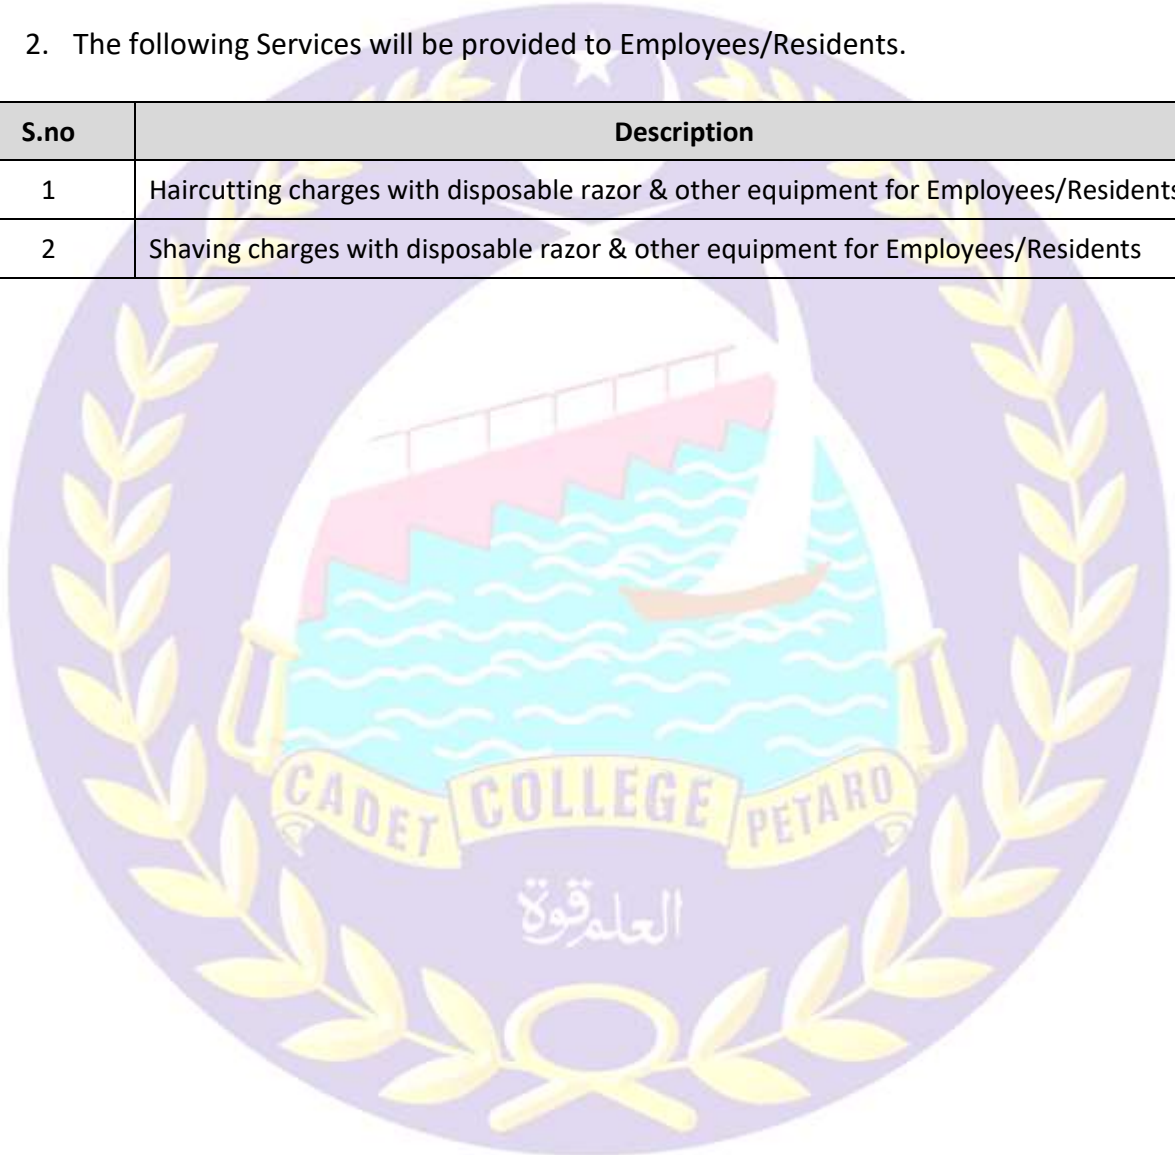 2. The following Services will be provided to Employees/Residents.
S.no Description
1 Haircutting charges with disposable razor & other equipment for Employees/Residents
2 Shaving charges with disposable razor & other equipment for Employees/Residents
CADET COLLEGE PETARO
العلم قوة